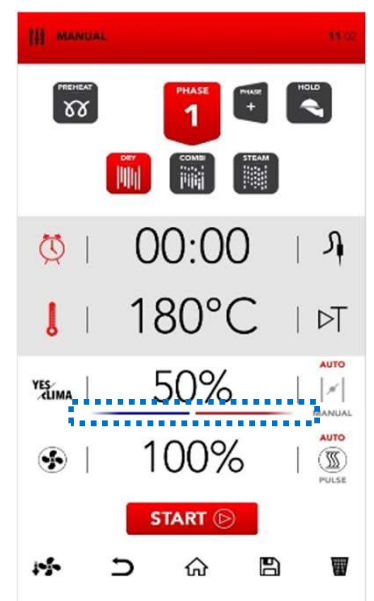 MANUAL 11:02
PREHEAT PHASE 1 PHASE + HOLD
DRY COMBI STEAM
00:00
180°C
YES/CLIMA 50% AUTO MANUAL
100% AUTO PULSE
START